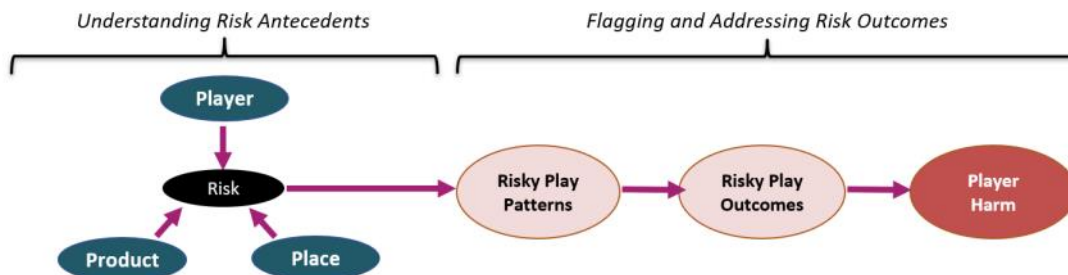 Understanding Risk Antecedents
Flagging and Addressing Risk Outcomes
Player
Risk
Product
Place
Risky Play
Patterns
Risky Play
Outcomes
Player
Harm